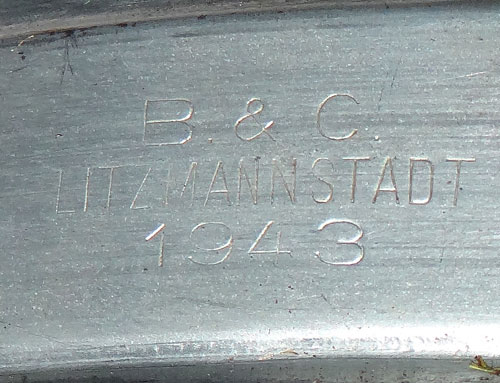 B. & C.
LITZMANNSTADT
1943